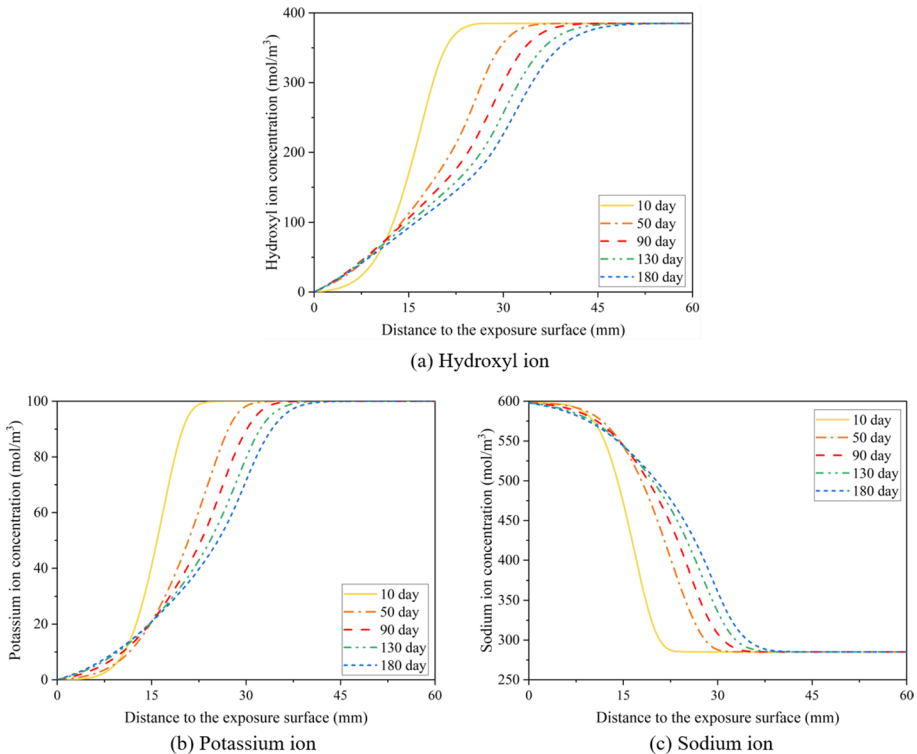 400
300
200
100
0
Hydroxyl ion concentration (mol/m³)
10 day
50 day
90 day
130 day
180 day
0 15 30 45 60
Distance to the exposure surface (mm)
(a) Hydroxyl ion
100
80
60
40
20
0
Potassium ion concentration (mol/m³)
10 day
50 day
90 day
130 day
180 day
0 15 30 45 60
Distance to the exposure surface (mm)
(b) Potassium ion
600
550
500
450
400
350
300
250
Sodium ion concentration (mol/m³)
10 day
50 day
90 day
130 day
180 day
0 15 30 45 60
Distance to the exposure surface (mm)
(c) Sodium ion